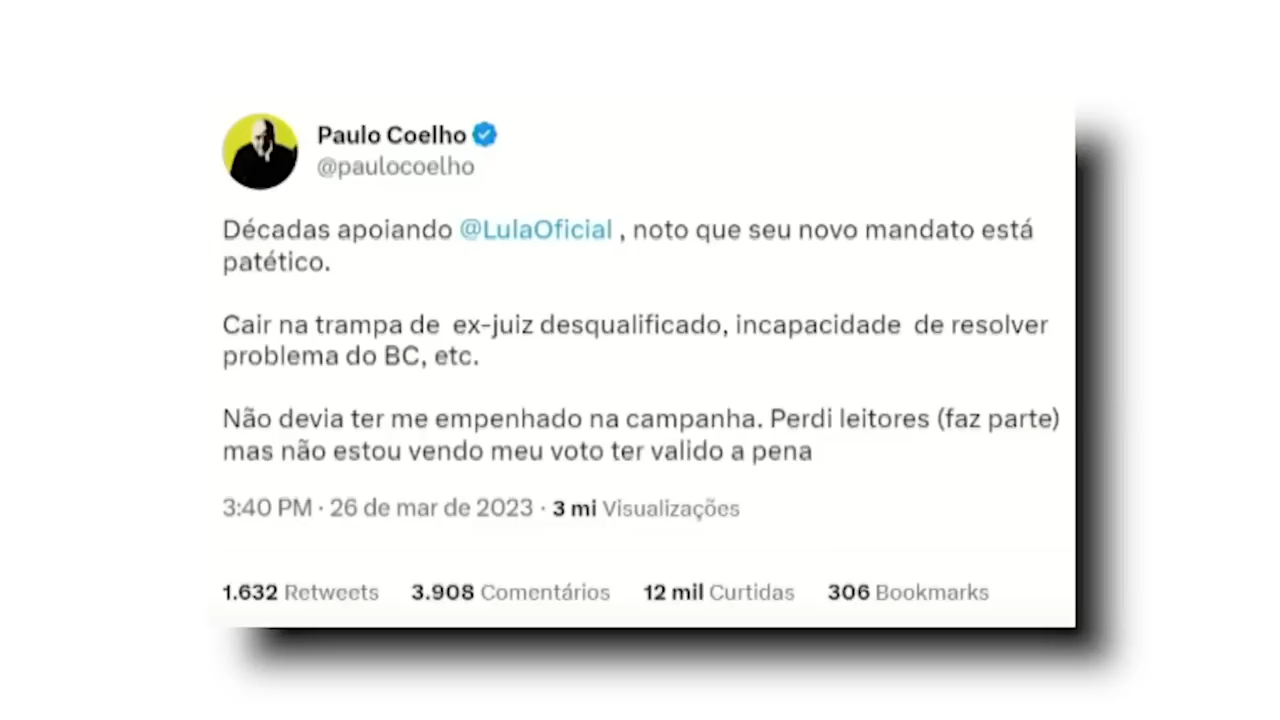 Paulo Coelho
@paulocoelho
Décadas apoiando @LulaOficial , noto que seu novo mandato está
patético.
Cair na trampa de ex-juiz desqualificado, incapacidade de resolver
problema do BC, etc.
Não devia ter me empenhado na campanha. Perdi leitores (faz parte)
mas não estou vendo meu voto ter valido a pena
3:40 PM · 26 de mar de 2023 · 3 mi Visualizações
1.632 Retweets 3.908 Comentários 12 mil Curtidas 306 Bookmarks